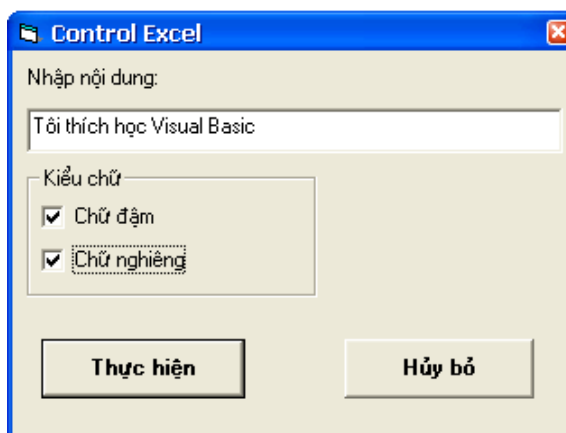 Control Excel
Nhập nội dung:
Tôi thích học Visual Basic
Kiểu chữ
Chữ đậm
Chữ nghiêng
Thực hiện
Hủy bỏ